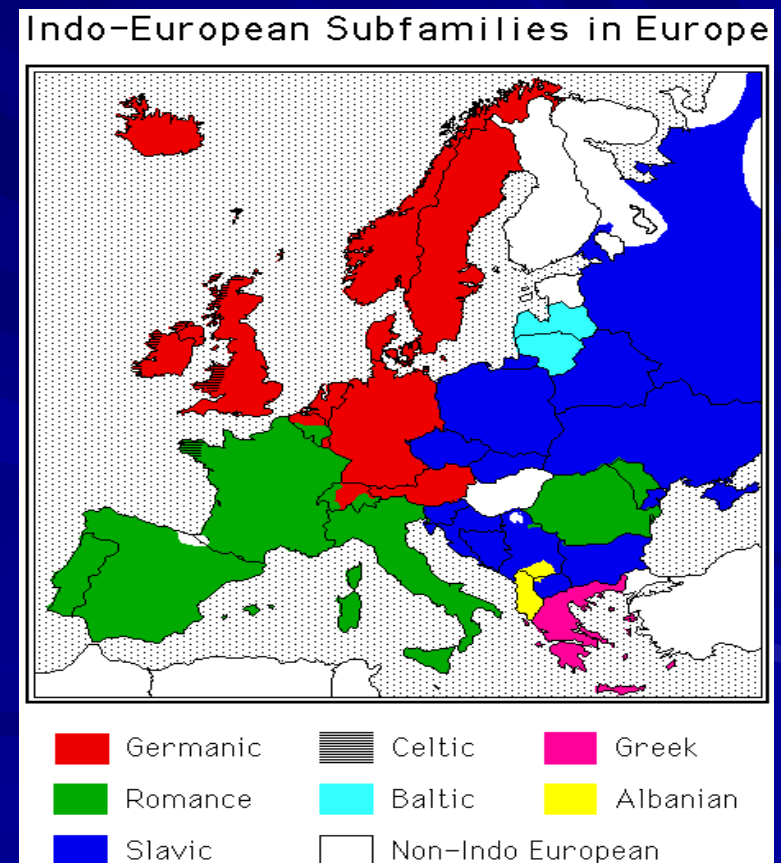 Indo-European Subfamilies in Europe
Germanic Celtic Greek
Romance Baltic Albanian
Slavic Non-Indo European